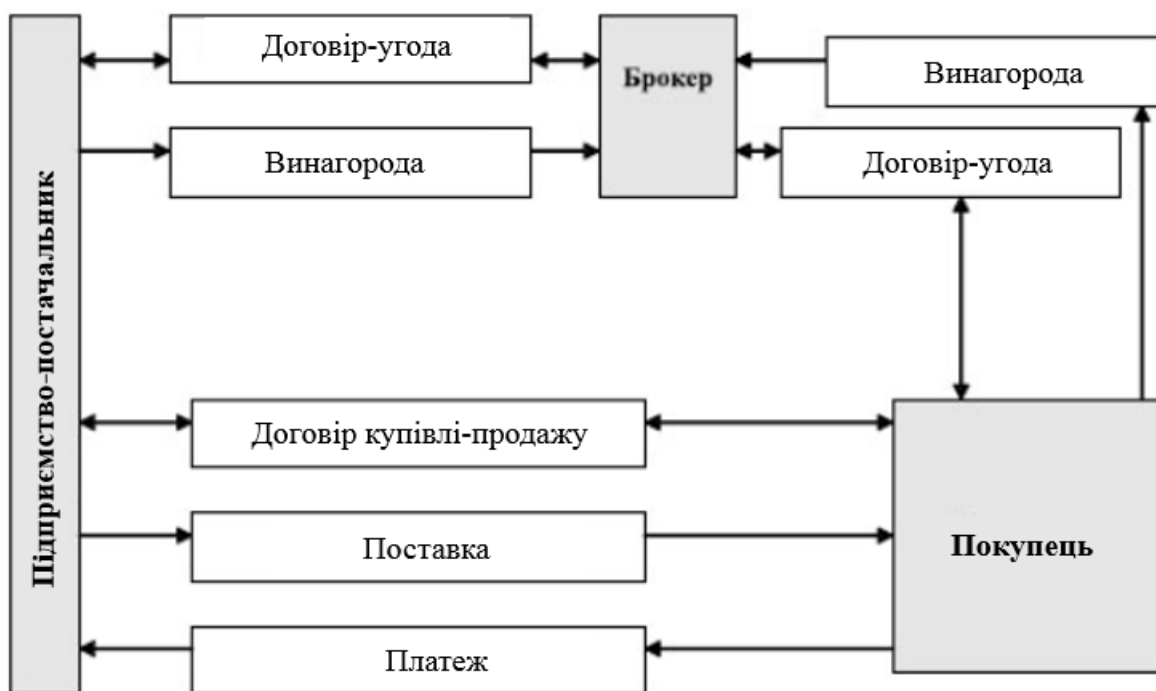 Договір-угода
Брокер
Винагорода
Винагорода
Договір-угода
Підприємство-постачальник
Договір купівлі-продажу
Поставка
Покупець
Платеж